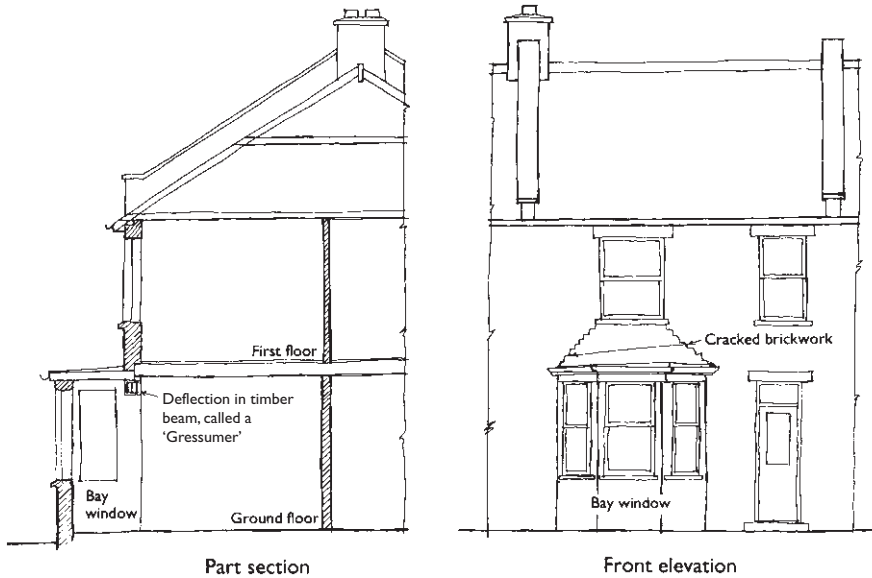 First floor
Deflection in timber
beam, called a
‘Gressumer’
Bay
window
Ground floor
Part section
Cracked brickwork
Bay window
Front elevation